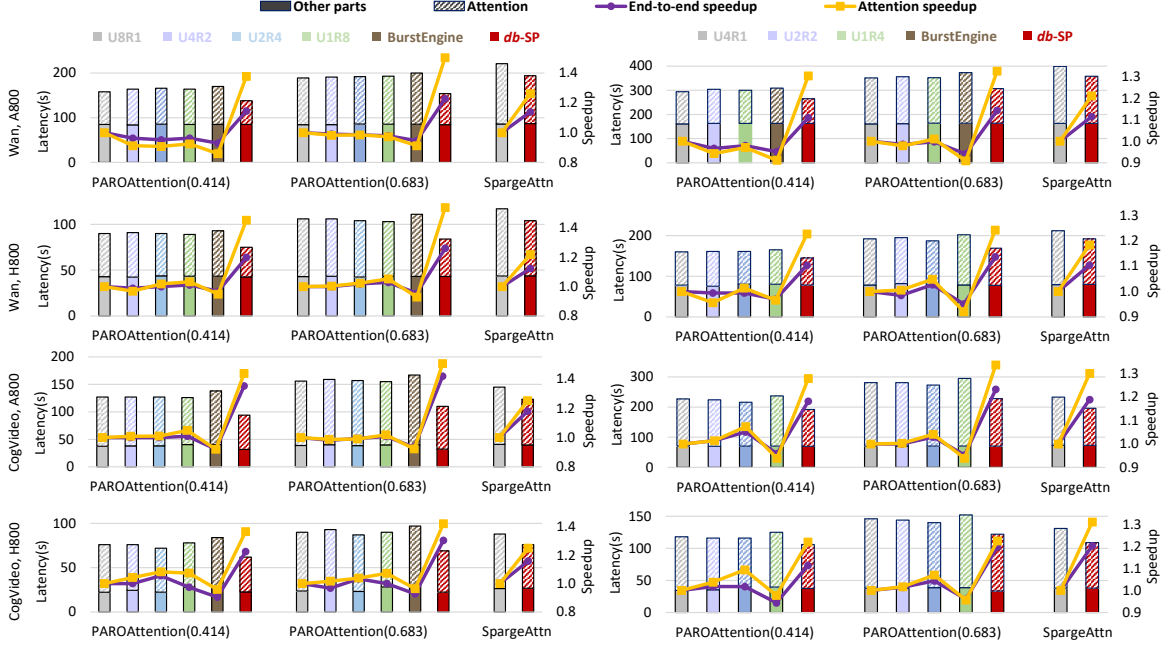 Other parts Attention End-to-end speedup Attention speedup
U8R1 U4R2 U2R4 U1R8 BurstEngine db-SP
U4R1 U2R2 U1R4 BurstEngine db-SP
Wan, A800
Latency(s)
200
100
0
1.4
1.2
1.0
0.8
Speedup
PAROAttention(0.414) PAROAttention(0.683) SpargeAttn
Latency(s)
400
300
200
100
0
1.3
1.2
1.1
1.0
0.9
Speedup
PAROAttention(0.414) PAROAttention(0.683) SpargeAttn
Wan, H800
Latency(s)
100
50
0
1.4
1.2
1.0
0.8
Speedup
PAROAttention(0.414) PAROAttention(0.683) SpargeAttn
Latency(s)
200
100
0
1.3
1.2
1.1
1.0
0.9
Speedup
PAROAttention(0.414) PAROAttention(0.683) SpargeAttn
CogVideo, A800
Latency(s)
200
150
100
50
0
1.4
1.2
1.0
0.8
Speedup
PAROAttention(0.414) PAROAttention(0.683) SpargeAttn
Latency(s)
300
200
100
0
1.3
1.2
1.1
1.0
0.9
Speedup
PAROAttention(0.414) PAROAttention(0.683) SpargeAttn
CogVideo, H800
Latency(s)
100
50
0
1.4
1.2
1.0
0.8
Speedup
PAROAttention(0.414) PAROAttention(0.683) SpargeAttn
Latency(s)
150
100
50
0
1.3
1.2
1.1
1.0
0.9
Speedup
PAROAttention(0.414) PAROAttention(0.683) SpargeAttn